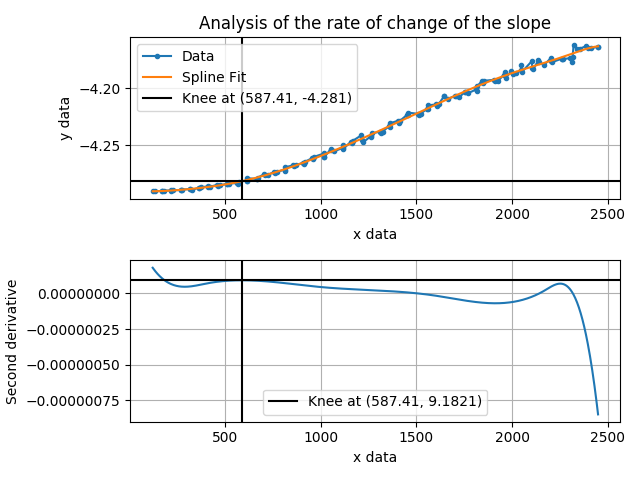 Analysis of the rate of change of the slope
Data
Spline Fit
Knee at (587.41, -4.281)
y data
−4.20
−4.25
500
1000
1500
2000
2500
x data
Second derivative
0.00000000
−0.00000025
−0.00000050
−0.00000075
Knee at (587.41, 9.1821)
500
1000
1500
2000
2500
x data